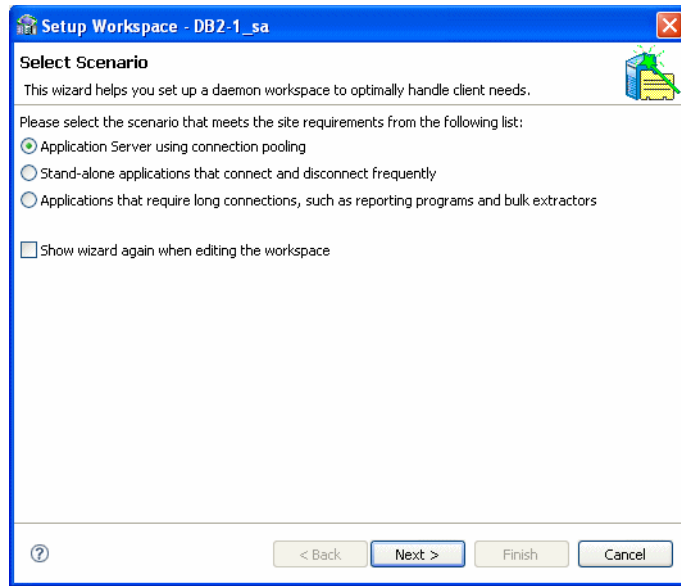 Setup Workspace - DB2-1_sa
Select Scenario
This wizard helps you set up a daemon workspace to optimally handle client needs.
Please select the scenario that meets the site requirements from the following list:
Application Server using connection pooling
Stand-alone applications that connect and disconnect frequently
Applications that require long connections, such as reporting programs and bulk extractors
Show wizard again when editing the workspace
? < Back Next > Finish Cancel